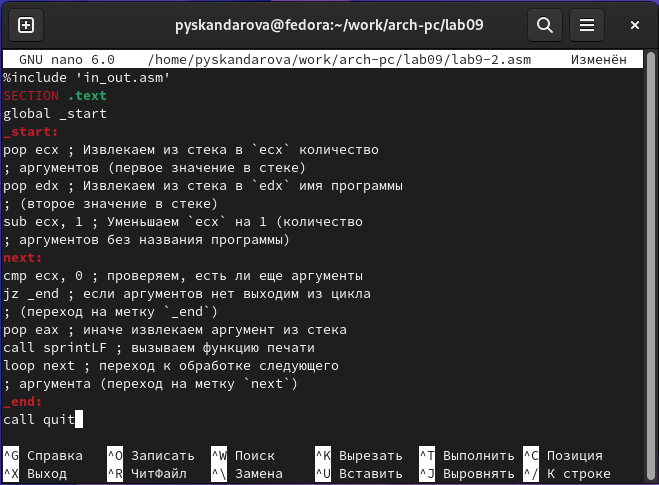 pyskandarova@fedora:~/work/arch-pc/lab09
GNU nano 6.0 /home/pyskandarova/work/arch-pc/lab09/lab9-2.asm Изменён
%include 'in_out.asm'
SECTION .text
global _start
_start:
pop ecx ; Извлекаем из стека в `ecx` количество
; аргументов (первое значение в стеке)
pop edx ; Извлекаем из стека в `edx` имя программы
; (второе значение в стеке)
sub ecx, 1 ; Уменьшаем `ecx` на 1 (количество
; аргументов без названия программы)
next:
cmp ecx, 0 ; проверяем, есть ли еще аргументы
jz _end ; если аргументов нет выходим из цикла
; (переход на метку `_end`)
pop eax ; иначе извлекаем аргумент из стека
call sprintLF ; вызываем функцию печати
loop next ; переход к обработке следующего
; аргумента (переход на метку `next`)
_end:
call quit
^G Справка ^O Записать ^W Поиск ^K Вырезать ^T Выполнить ^C Позиция
^X Выход ^R ЧитФайл ^\ Замена ^U Вставить ^J Выровнять ^/ К строке